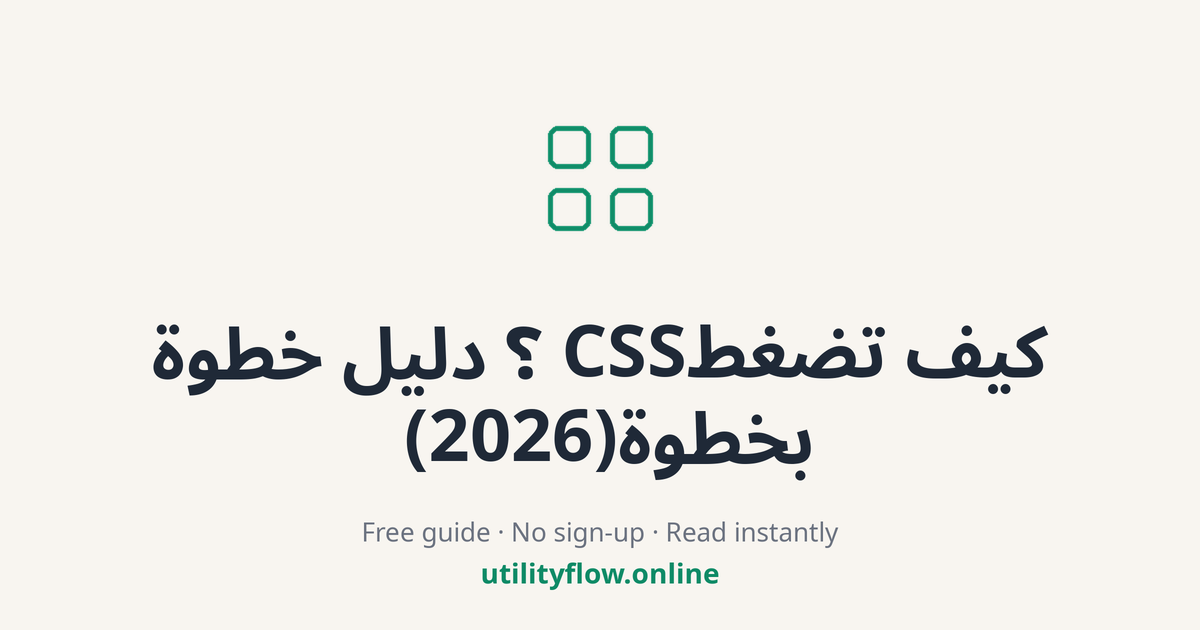 كيف تضغطCSS ؟ دليل خطوة
بخطوة(2026)
Free guide · No sign-up · Read instantly
utilityflow.online